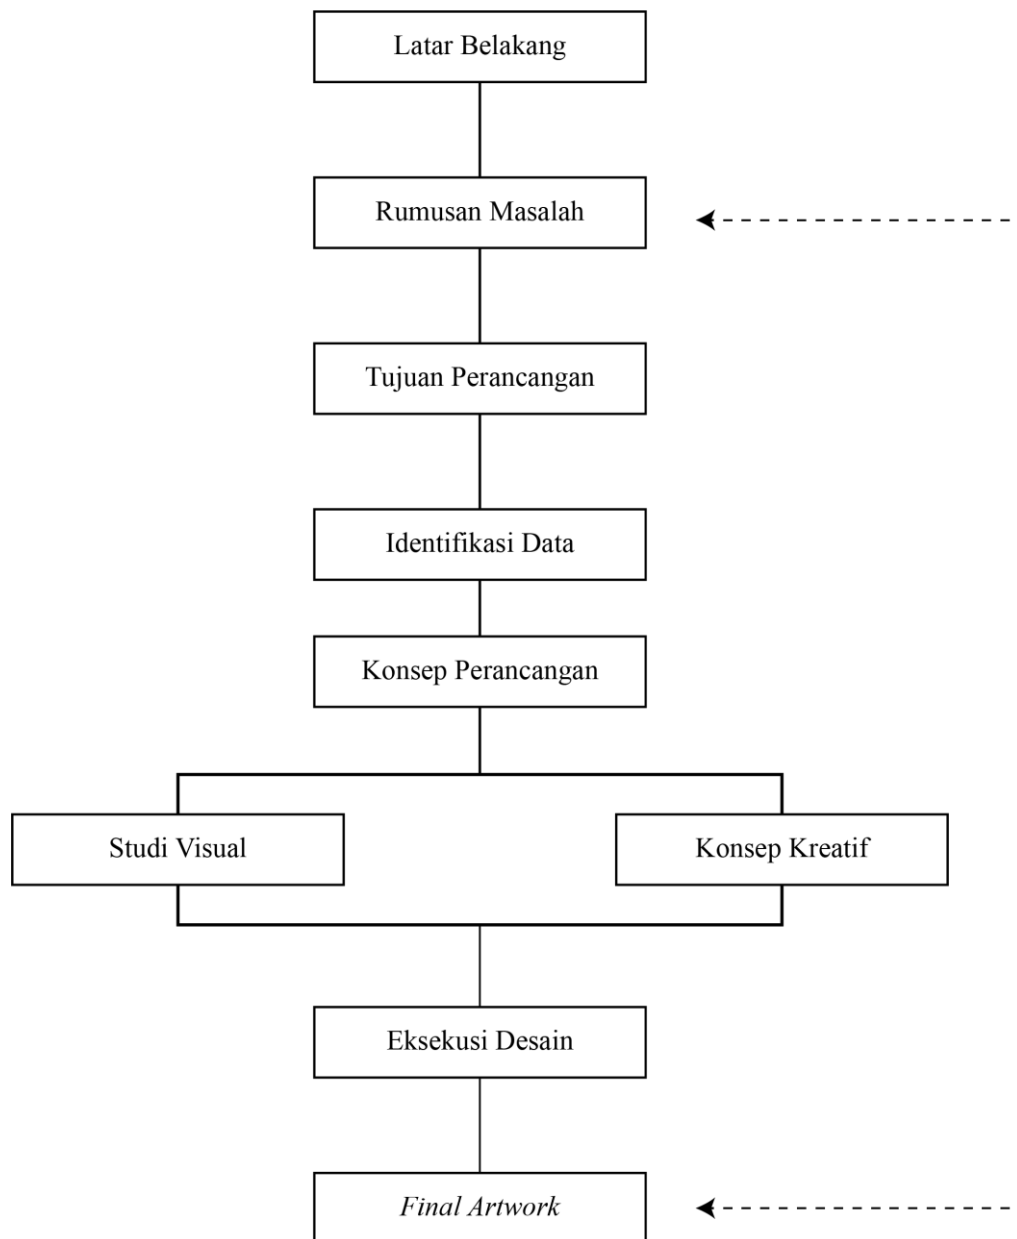 Latar Belakang
Rumusan Masalah
Tujuan Perancangan
Identifikasi Data
Konsep Perancangan
Studi Visual
Konsep Kreatif
Eksekusi Desain
Final Artwork